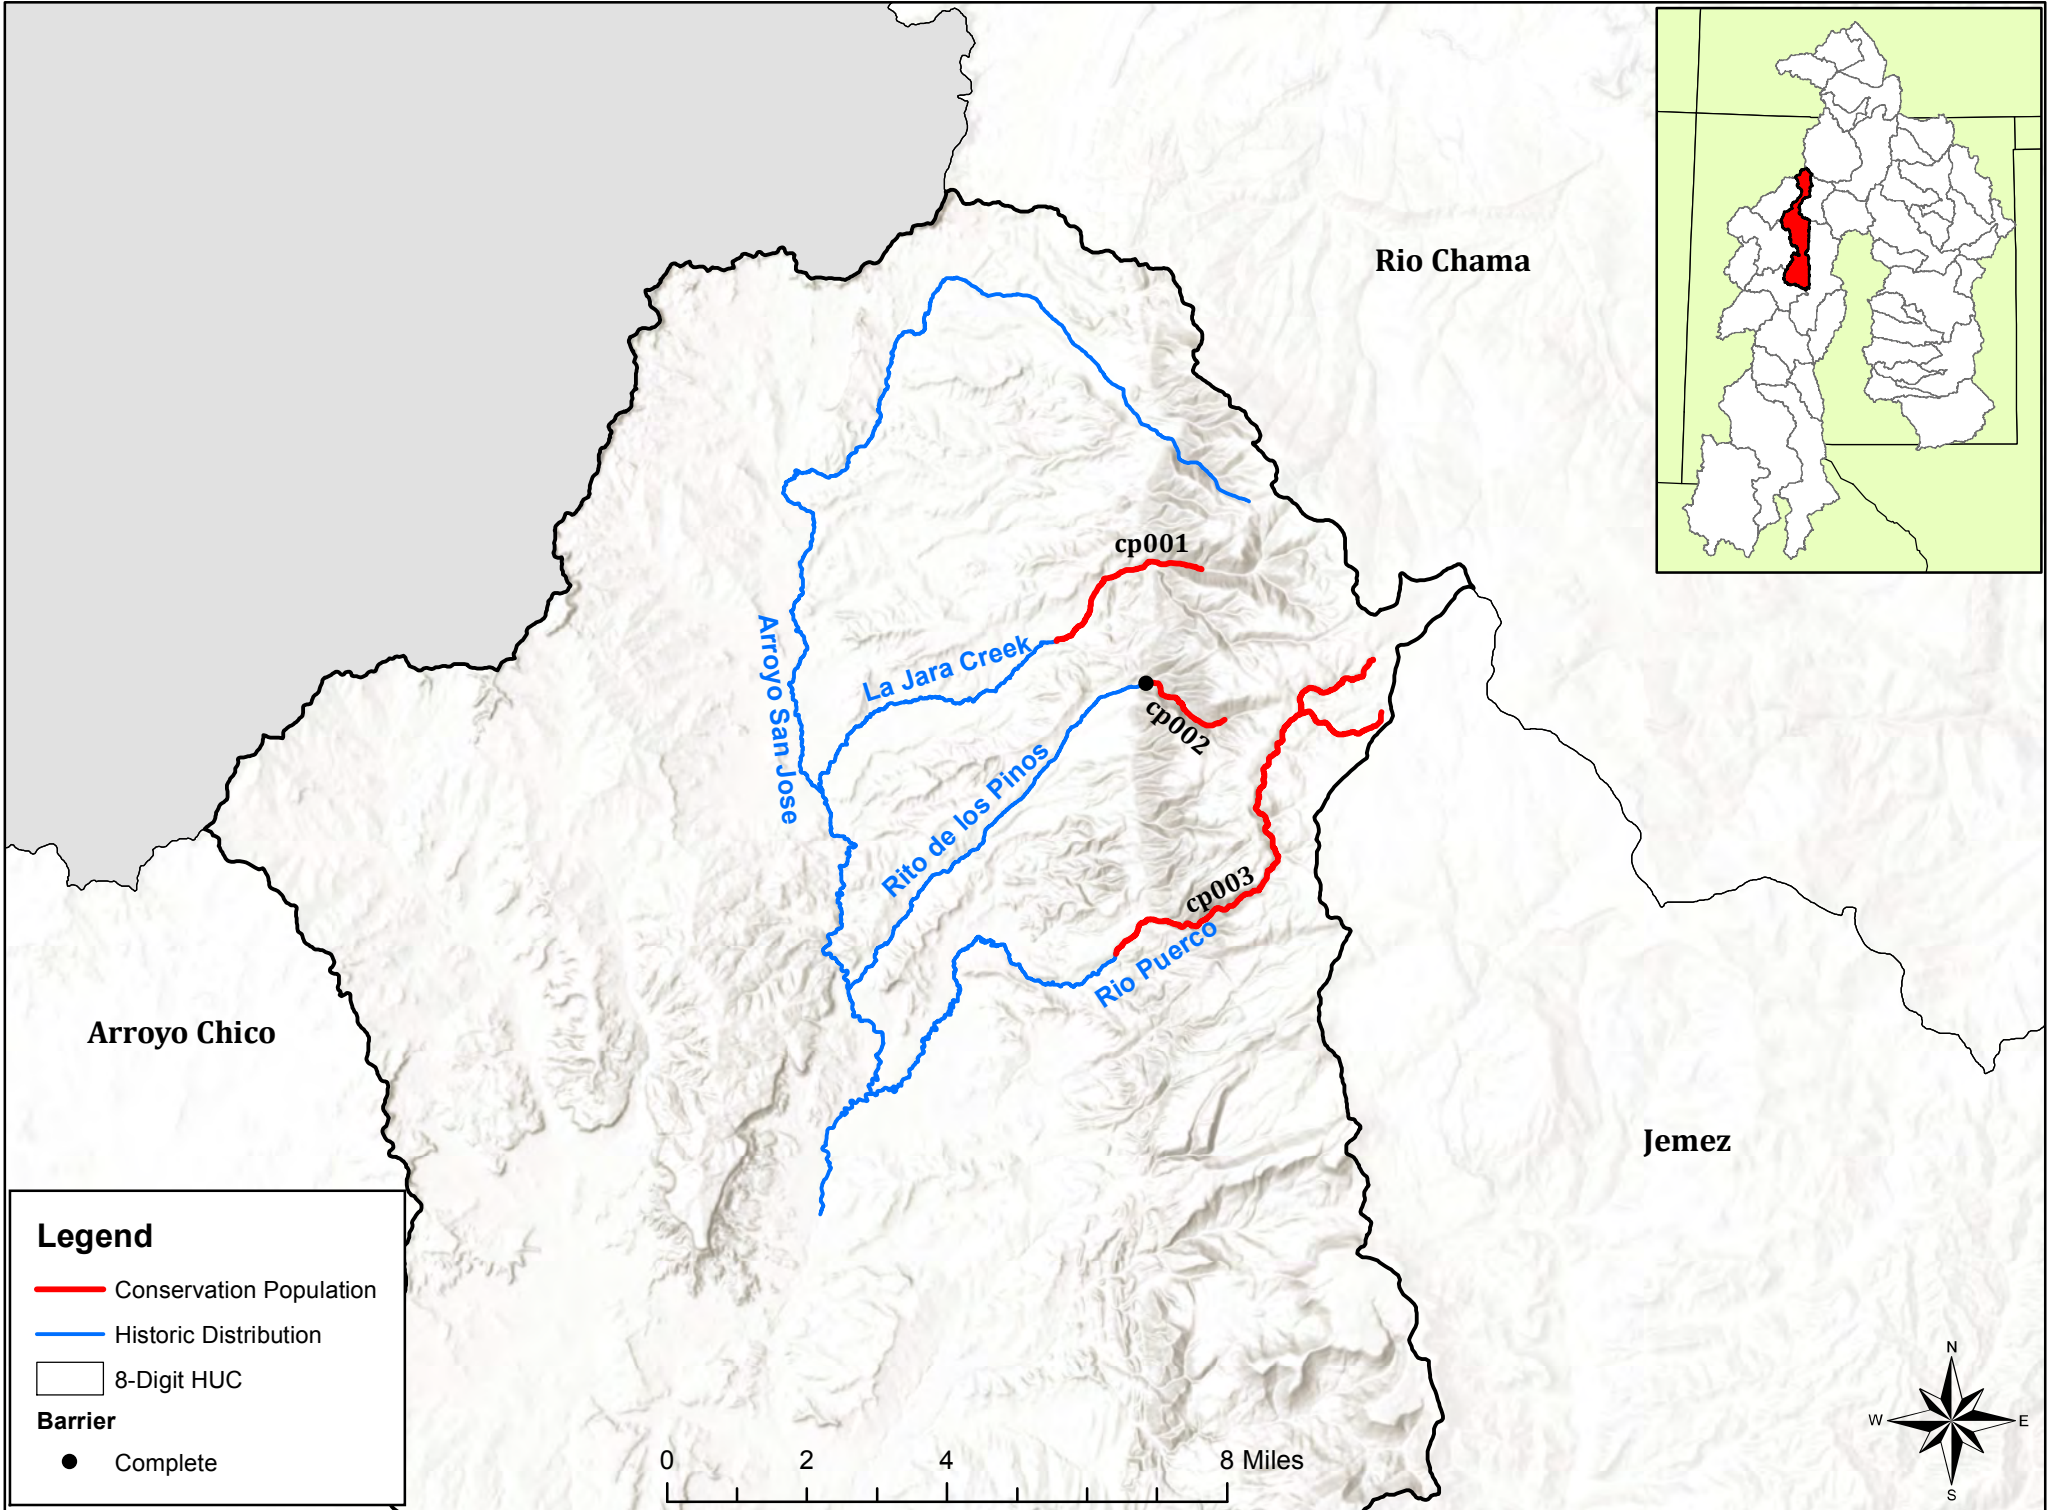 Rio Chama
cp001
Arroyo San Jose
La Jara Creek
cp002
Rito de los Pinos
cp003
Rio Puerco
Arroyo Chico
Jemez
Legend
Conservation Population
Historic Distribution
8-Digit HUC
Barrier
Complete
0 2 4 8 Miles
N
W E
S